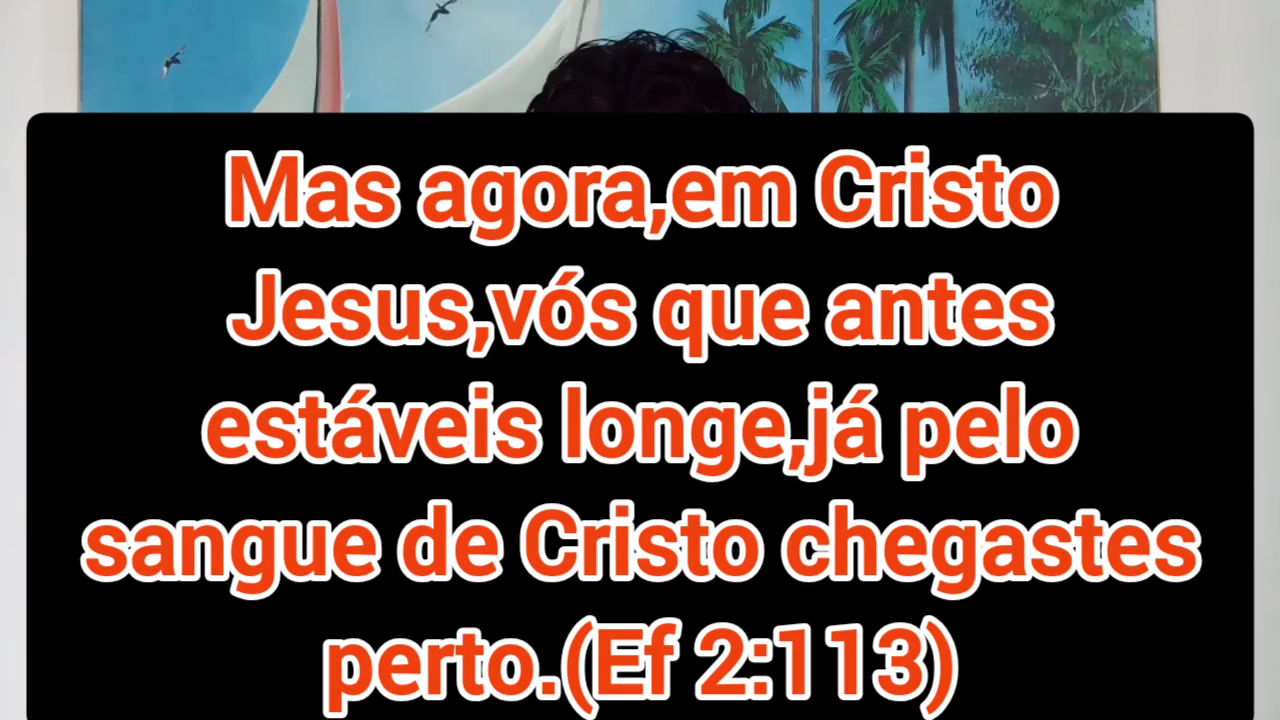 Mas agora,em Cristo
Jesus,vós que antes
estáveis longe,já pelo
sangue de Cristo chegastes
perto.(Ef 2:113)